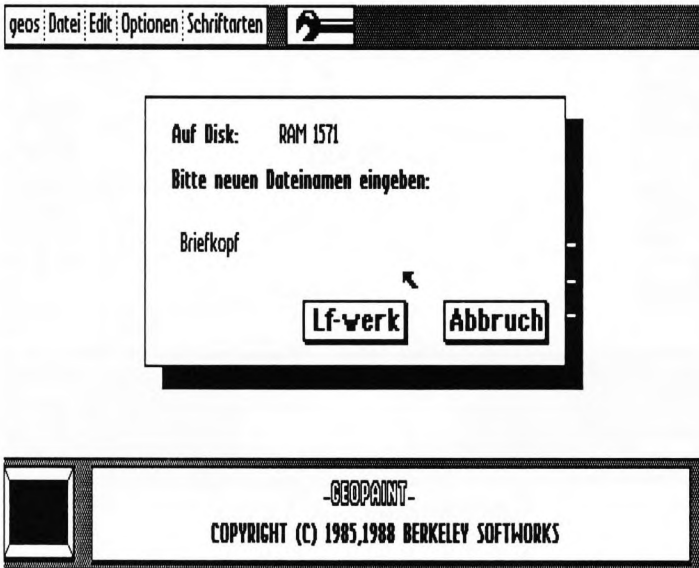 geos Datei Edit Optionen Schriftarten
Auf Disk: RAM 1571
Bitte neuen Dateinamen eingeben:
Briefkopf
Lf-werk Abbruch
-GEOPAINT-
COPYRIGHT (C) 1985,1988 BERKELEY SOFTWORKS